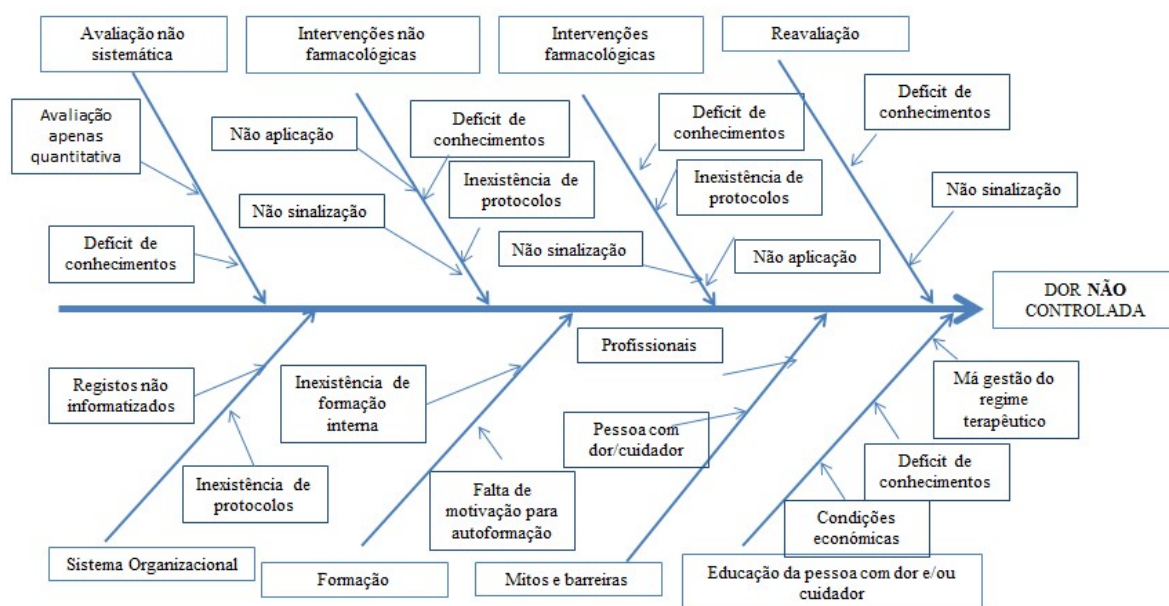 Avaliação não
sistemática
Intervenções não
farmacológicas
Intervenções
farmacológicas
Reavaliação
Avaliação
apenas
quantitativa
Deficit de
conhecimentos
Não aplicação
Deficit de
conhecimentos
Inexistência de
protocolos
Não sinalização
Deficit de
conhecimentos
Inexistência de
protocolos
Não sinalização
Não aplicação
Deficit de
conhecimentos
Não sinalização
DOR NÃO
CONTROLADA
Registos não
informatizados
Inexistência de
protocolos
Sistema Organizacional
Inexistência de
formação
interna
Falta de
motivação para
autoformação
Formação
Profissionais
Pessoa com
dor/cuidador
Mitos e barreiras
Má gestão do
regime
terapêutico
Deficit de
conhecimentos
Condições
económicas
Educação da pessoa com dor e/ou
cuidador